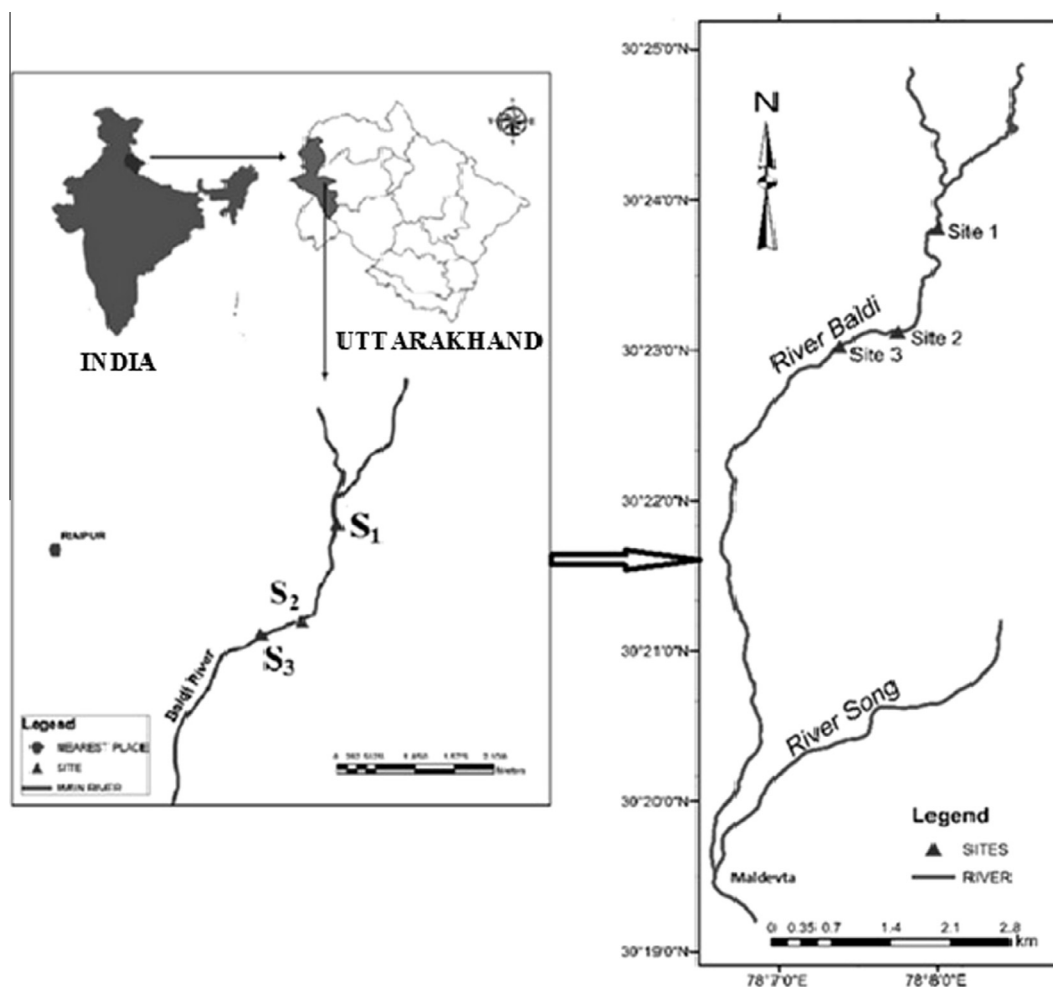 INDIA
UTTARAKHAND
S1
S2
S3
Baldi River
Legend
NEAREST PLACE
SITE
MAIN RIVER
Meters
30°25'0"N
30°24'0"N
30°23'0"N
30°22'0"N
30°21'0"N
30°20'0"N
30°19'0"N
N
Site 1
Site 2
Site 3
River Baldi
River Song
Maldevta
Legend
SITES
RIVER
0 0.35 0.7 1.4 2.1 2.8
km
78°7'0"E
78°8'0"E